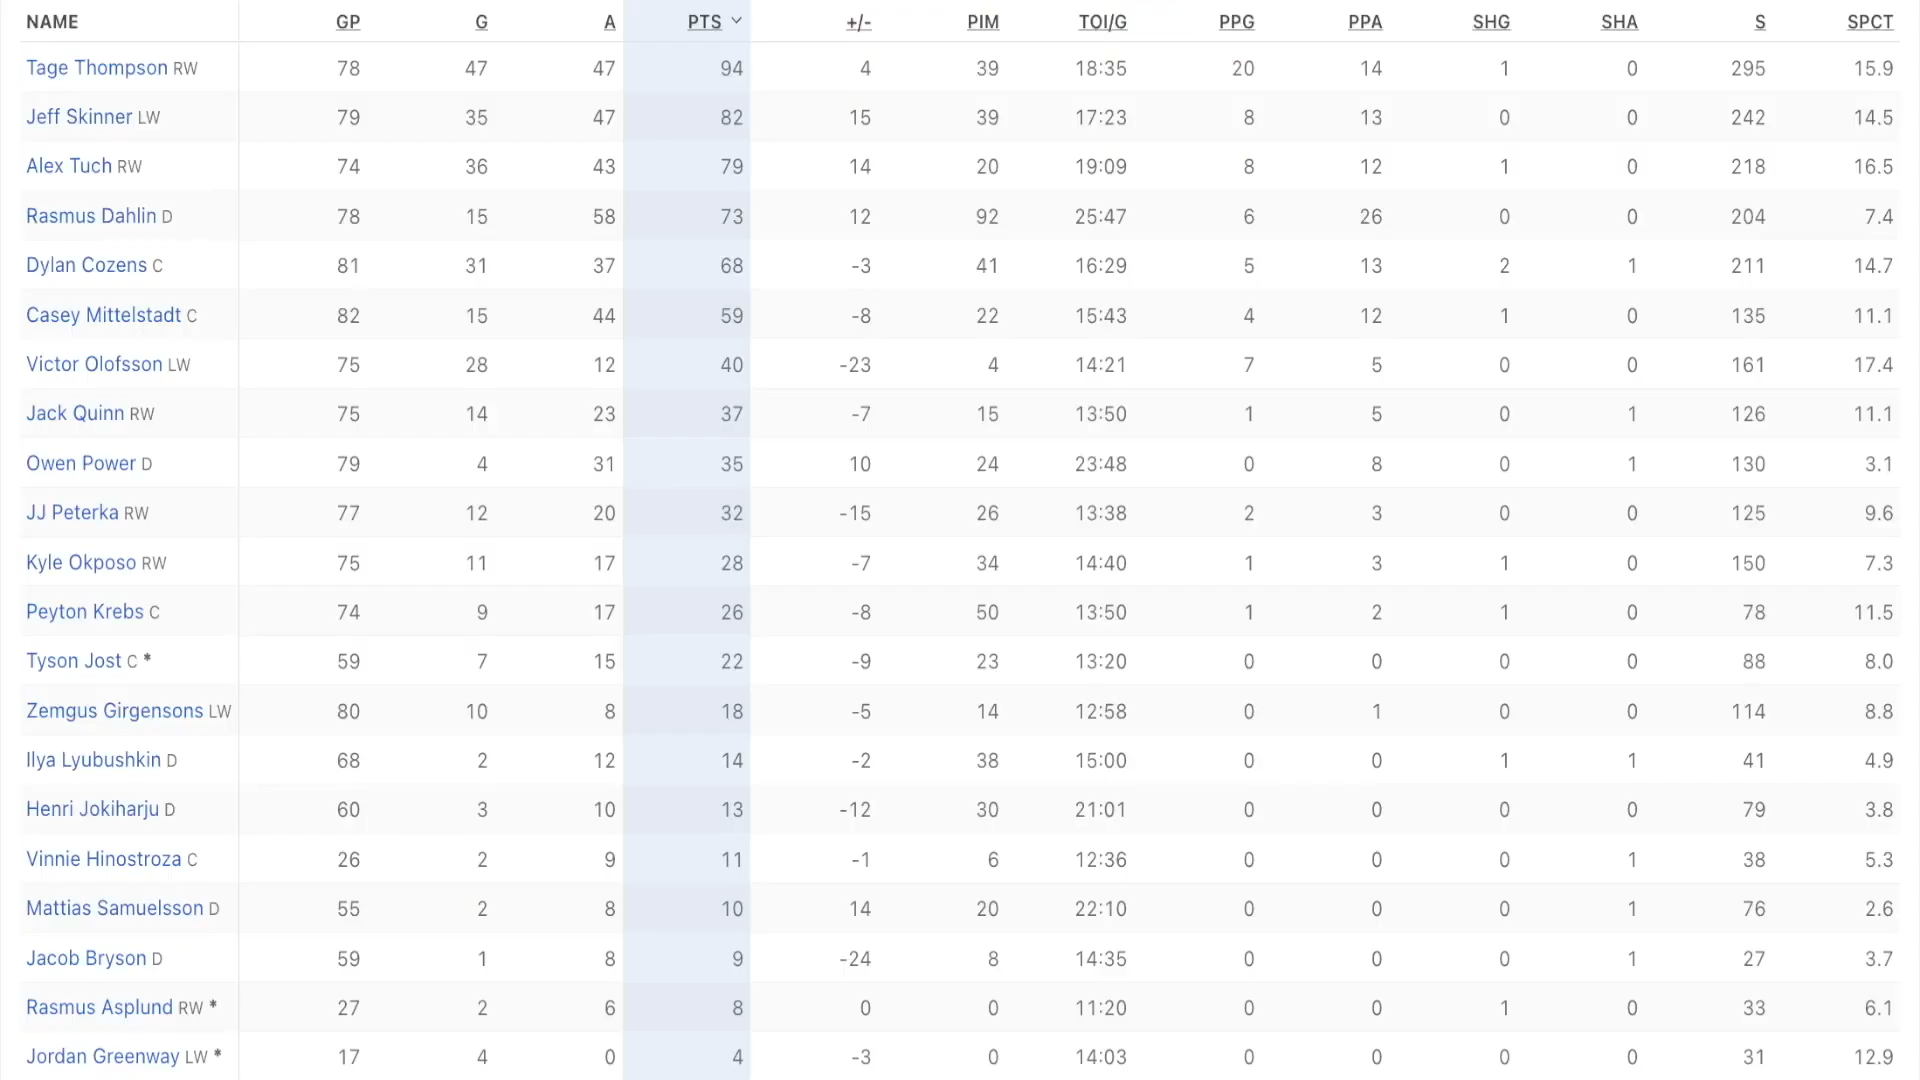 NAME GP G A PTS +/- PIM TOI/G PPG PPA SHG SHA S SPCT
Tage Thompson RW 78 47 47 94 4 39 18:35 20 14 1 0 295 15.9
Jeff Skinner LW 79 35 47 82 15 39 17:23 8 13 0 0 242 14.5
Alex Tuch RW 74 36 43 79 14 20 19:09 8 12 1 0 218 16.5
Rasmus Dahlin D 78 15 58 73 12 92 25:47 6 26 0 0 204 7.4
Dylan Cozens C 81 31 37 68 -3 41 16:29 5 13 2 1 211 14.7
Casey Mittelstadt C 82 15 44 59 -8 22 15:43 4 12 1 0 135 11.1
Victor Olofsson LW 75 28 12 40 -23 4 14:21 7 5 0 0 161 17.4
Jack Quinn RW 75 14 23 37 -7 15 13:50 1 5 0 1 126 11.1
Owen Power D 79 4 31 35 10 24 23:48 0 8 0 1 130 3.1
JJ Peterka RW 77 12 20 32 -15 26 13:38 2 3 0 0 125 9.6
Kyle Okposo RW 75 11 17 28 -7 34 14:40 1 3 1 0 150 7.3
Peyton Krebs C 74 9 17 26 -8 50 13:50 1 2 1 0 78 11.5
Tyson Jost C * 59 7 15 22 -9 23 13:20 0 0 0 0 88 8.0
Zemgus Girgensons LW 80 10 8 18 -5 14 12:58 0 1 0 0 114 8.8
Ilya Lyubushkin D 68 2 12 14 -2 38 15:00 0 0 1 1 41 4.9
Henri Jokiharju D 60 3 10 13 -12 30 21:01 0 0 0 0 79 3.8
Vinnie Hinostroza C 26 2 9 11 -1 6 12:36 0 0 0 1 38 5.3
Mattias Samuelsson D 55 2 8 10 14 20 22:10 0 0 0 1 76 2.6
Jacob Bryson D 59 1 8 9 -24 8 14:35 0 0 0 1 27 3.7
Rasmus Asplund RW * 27 2 6 8 0 0 11:20 0 0 1 0 33 6.1
Jordan Greenway LW * 17 4 0 4 -3 0 14:03 0 0 0 0 31 12.9